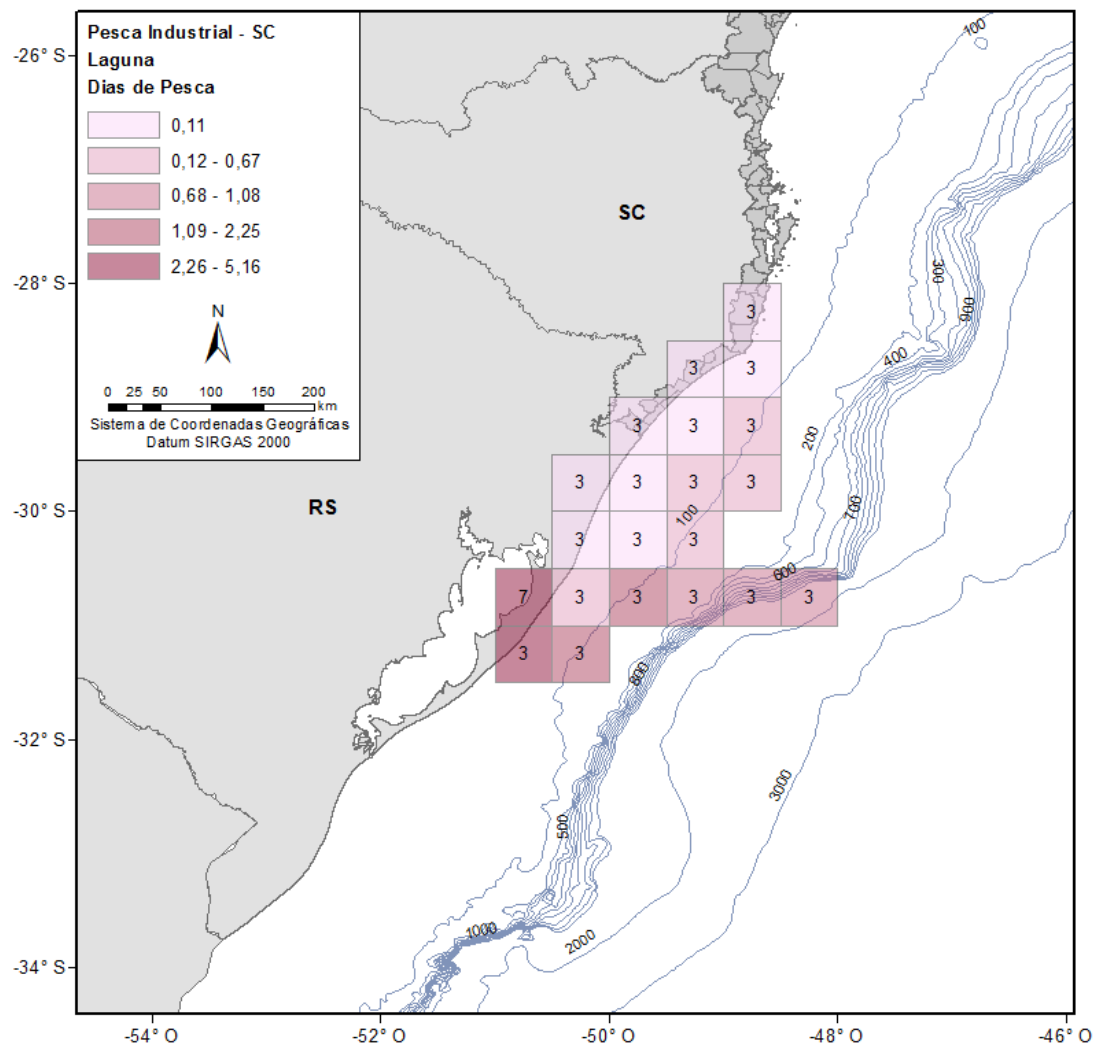 Pesca Industrial - SC
Laguna
Dias de Pesca
0,11
0,12 - 0,67
0,68 - 1,08
1,09 - 2,25
2,26 - 5,16
N
0 25 50 100 150 200
km
Sistema de Coordenadas Geográficas
Datum SIRGAS 2000
-26° S
-28° S
-30° S
-32° S
-34° S
-54° O
-52° O
-50° O
-48° O
-46° O
SC
RS
100
300
900
400
200
700
100
600
800
500
3000
1000
2000
3
3 3
3 3 3
3 3 3 3
3 3 3
7 3 3 3 3 3
3 3